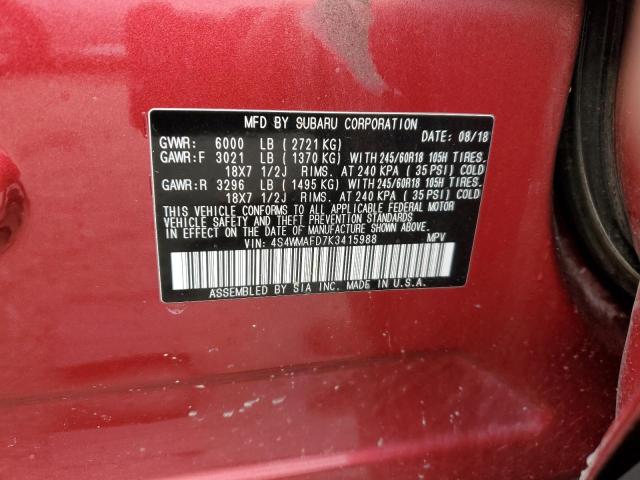 MFD BY SUBARU CORPORATION
DATE: 08/18
GVWR: 6000 LB ( 2721 KG)
GAWR:F 3021 LB ( 1370 KG) WITH 245/60R18 105H TIRES.
18X7 1/2J RIMS. AT 240 KPA ( 35 PSI) COLD
GAWR:R 3296 LB ( 1495 KG) WITH 245/60R18 105H TIRES.
18X7 1/2J RIMS. AT 240 KPA ( 35 PSI) COLD
THIS VEHICLE CONFORMS TO ALL APPLICABLE FEDERAL MOTOR
VEHICLE SAFETY AND THEFT PREVENTION STANDARDS
IN EFFECT ON THE DATE OF MANUFACTURE SHOWN ABOVE.
VIN: 4S4WMAFD7K3415988 MPV
ASSEMBLED BY SIA INC. MADE IN U.S.A.